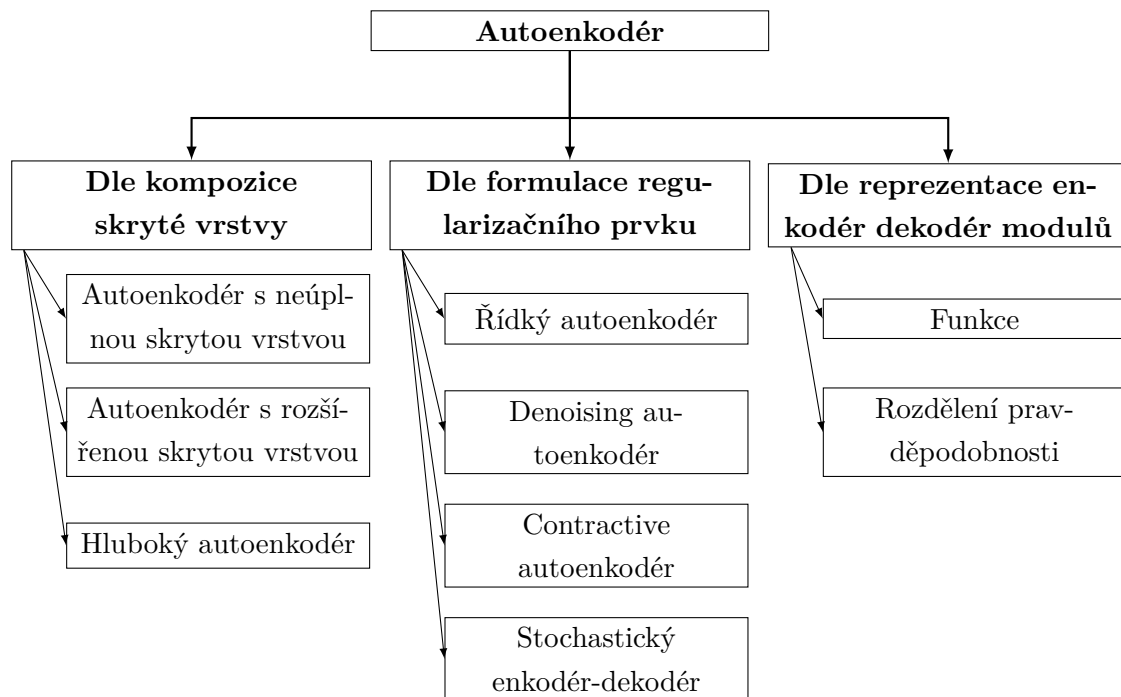 Autoenkodér
Dle kompozice
skryté vrstvy
Autoenkodér s neúpl-
nou skrytou vrstvou
Autoenkodér s rozší-
řenou skrytou vrstvou
Hluboký autoenkodér
Dle formulace regu-
larizačního prvku
Řídký autoenkodér
Denoising au-
toenkodér
Contractive
autoenkodér
Stochastický
enkodér-dekodér
Dle reprezentace en-
kodér dekodér modulů
Funkce
Rozdělení prav-
děpodobnosti